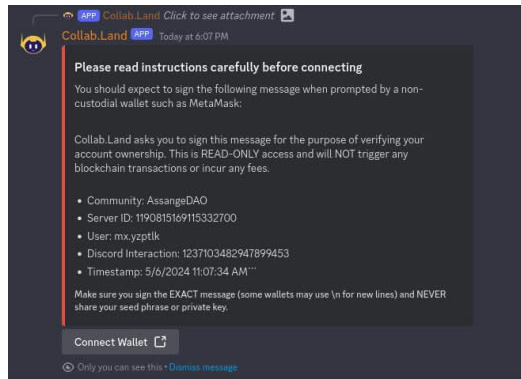 APP Collab.Land Click to see attachment
Collab.Land APP Today at 6:07 PM
Please read instructions carefully before connecting
You should expect to sign the following message when prompted by a non-
custodial wallet such as MetaMask:
Collab.Land asks you to sign this message for the purpose of verifying your
account ownership. This is READ-ONLY access and will NOT trigger any
blockchain transactions or incur any fees.
• Community: AssangeDAO
• Server ID: 1190815169115332700
• User: mx.yzptlk
• Discord Interaction: 1237103482947899453
• Timestamp: 5/6/2024 11:07:34 AM```
Make sure you sign the EXACT message (some wallets may use \n for new lines) and NEVER
share your seed phrase or private key.
Connect Wallet
Only you can see this • Dismiss message